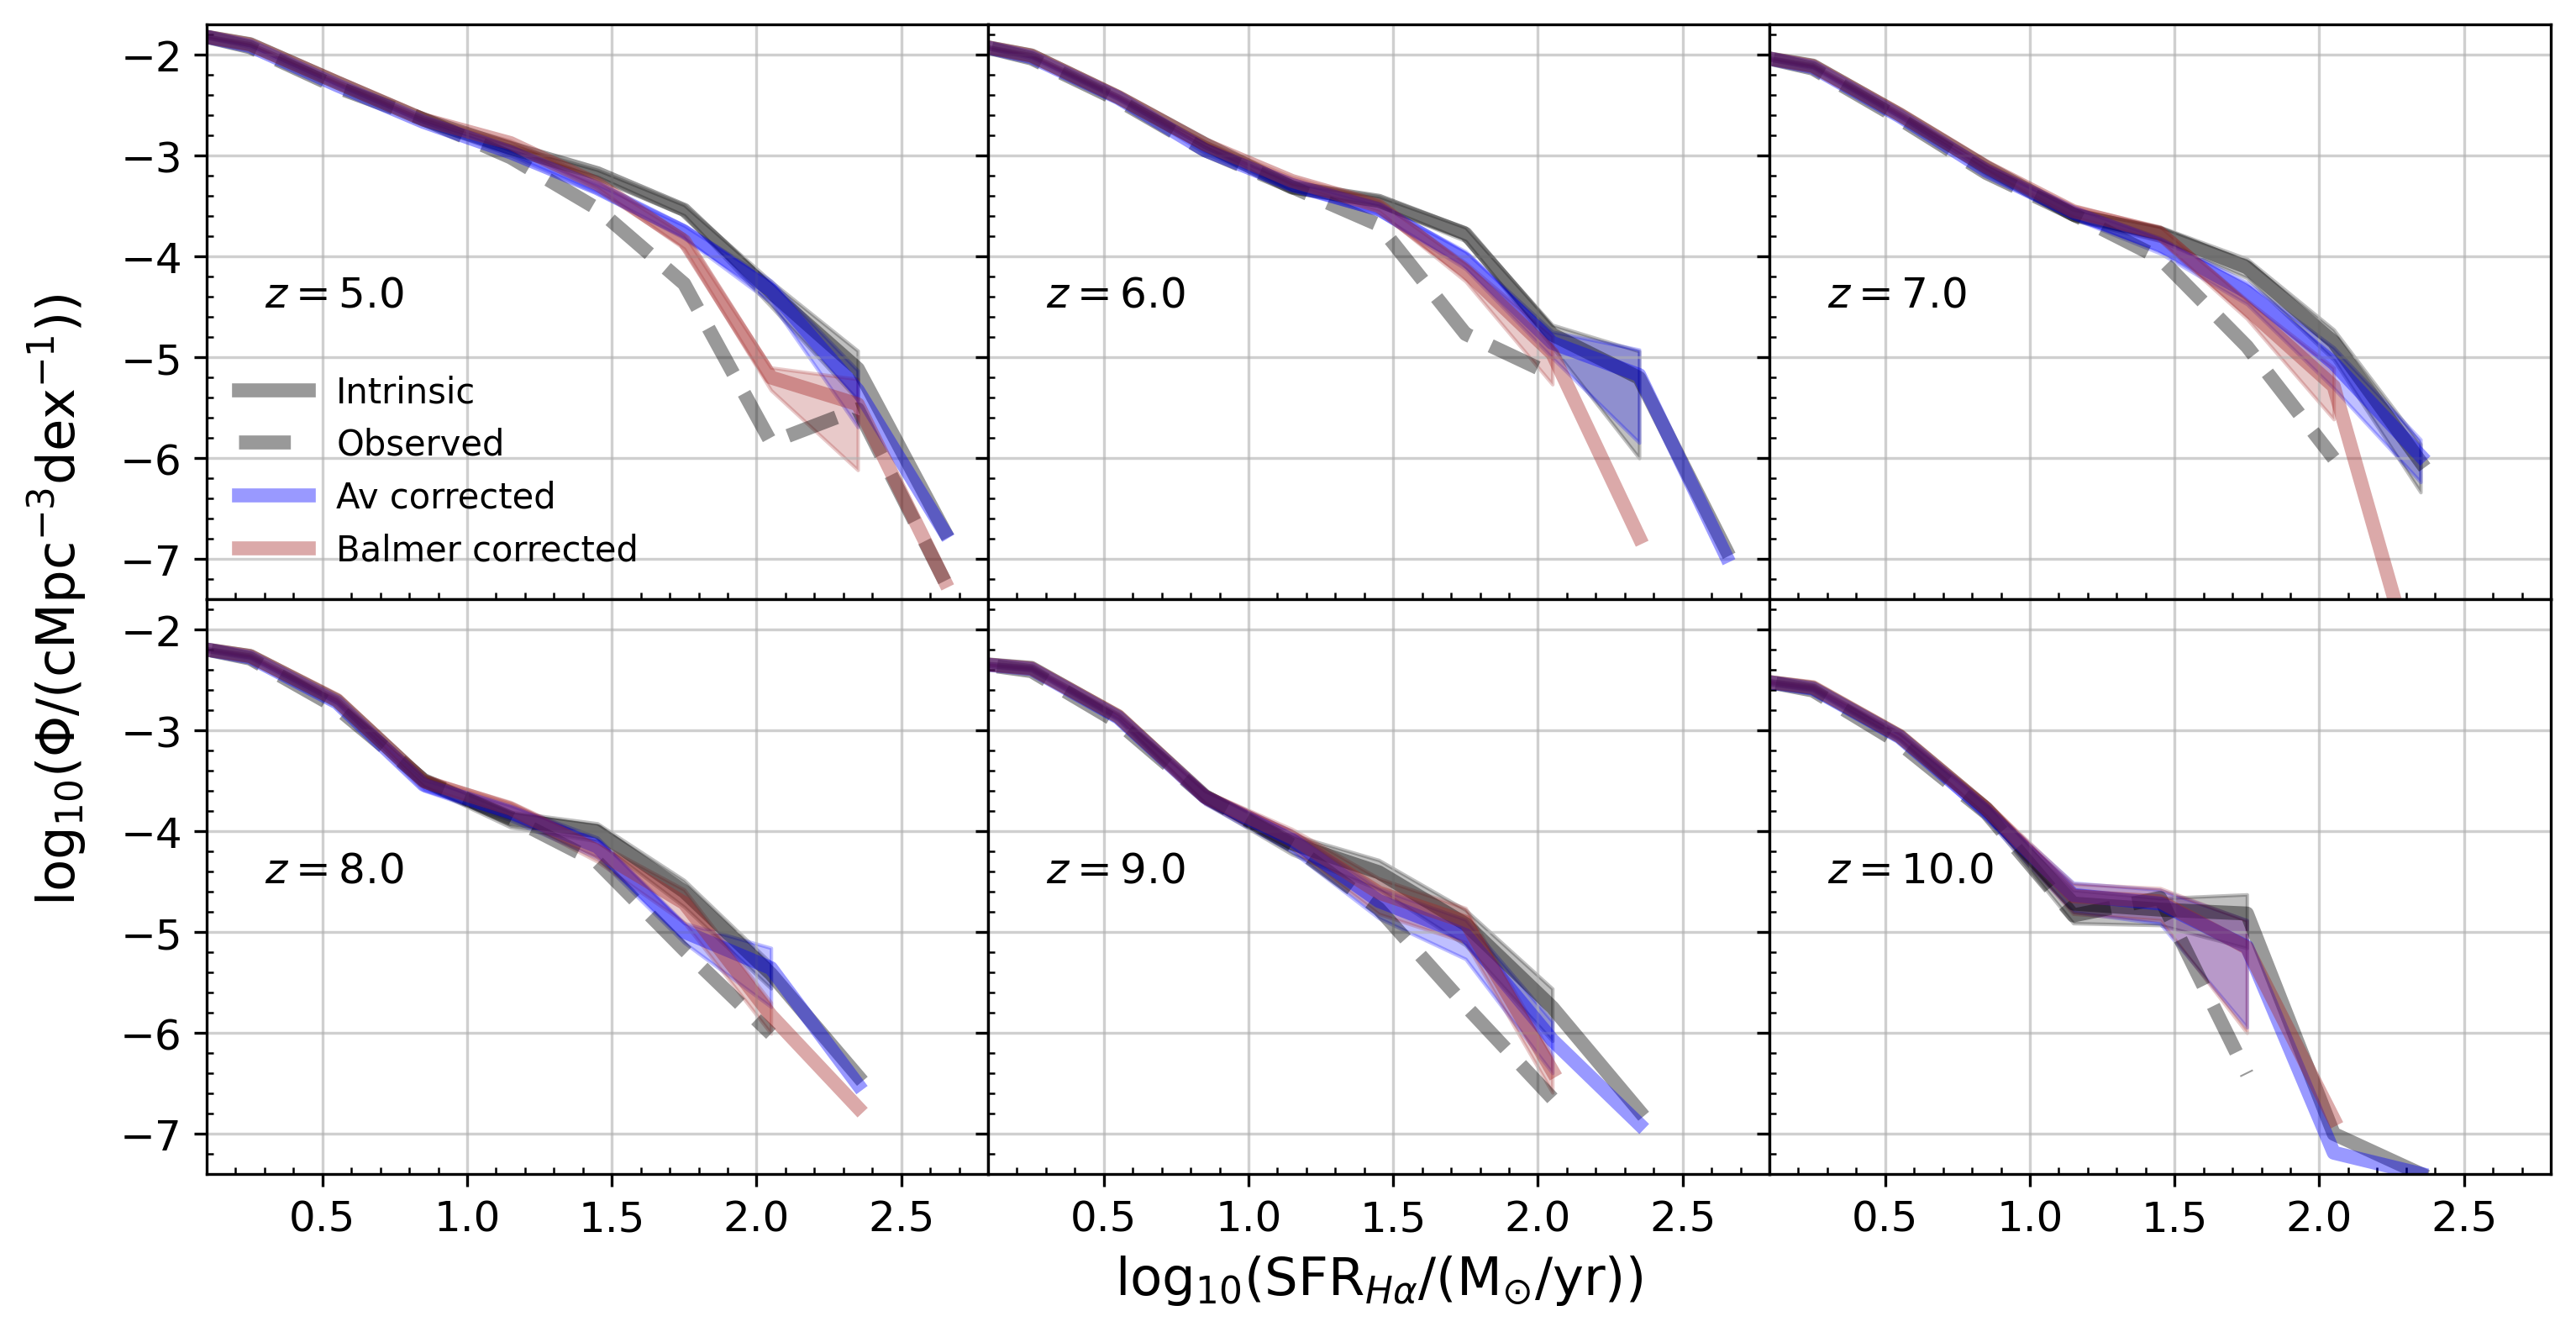 log₁₀(Φ/(cMpc⁻³dex⁻¹))
−2
−3
−4
−5
−6
−7
z = 5.0
Intrinsic
Observed
Av corrected
Balmer corrected
z = 6.0
z = 7.0
−2
−3
−4
−5
−6
−7
z = 8.0
z = 9.0
z = 10.0
0.5 1.0 1.5 2.0 2.5
0.5 1.0 1.5 2.0 2.5
0.5 1.0 1.5 2.0 2.5
log₁₀(SFR_Hα/(M_⊙/yr))